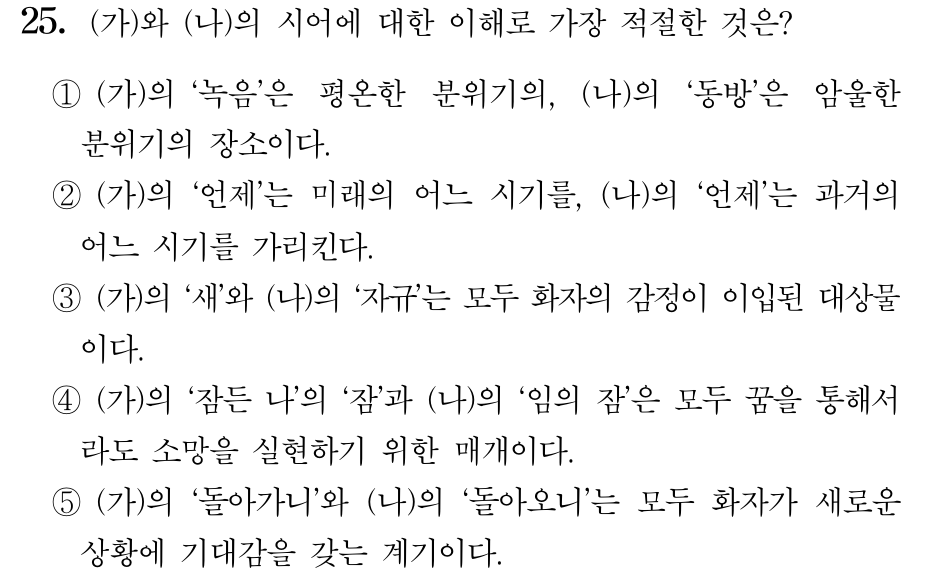 25. (가)와 (나)의 시어에 대한 이해로 가장 적절한 것은?
① (가)의 ‘녹음’은 평온한 분위기의, (나)의 ‘동방’은 암울한
분위기의 장소이다.
② (가)의 ‘언제’는 미래의 어느 시기를, (나)의 ‘언제’는 과거의
어느 시기를 가리킨다.
③ (가)의 ‘새’와 (나)의 ‘자규’는 모두 화자의 감정이 이입된 대상물
이다.
④ (가)의 ‘잠든 나’의 ‘잠’과 (나)의 ‘임의 잠’은 모두 꿈을 통해서
라도 소망을 실현하기 위한 매개이다.
⑤ (가)의 ‘돌아가니’와 (나)의 ‘돌아오니’는 모두 화자가 새로운
상황에 기대감을 갖는 계기이다.